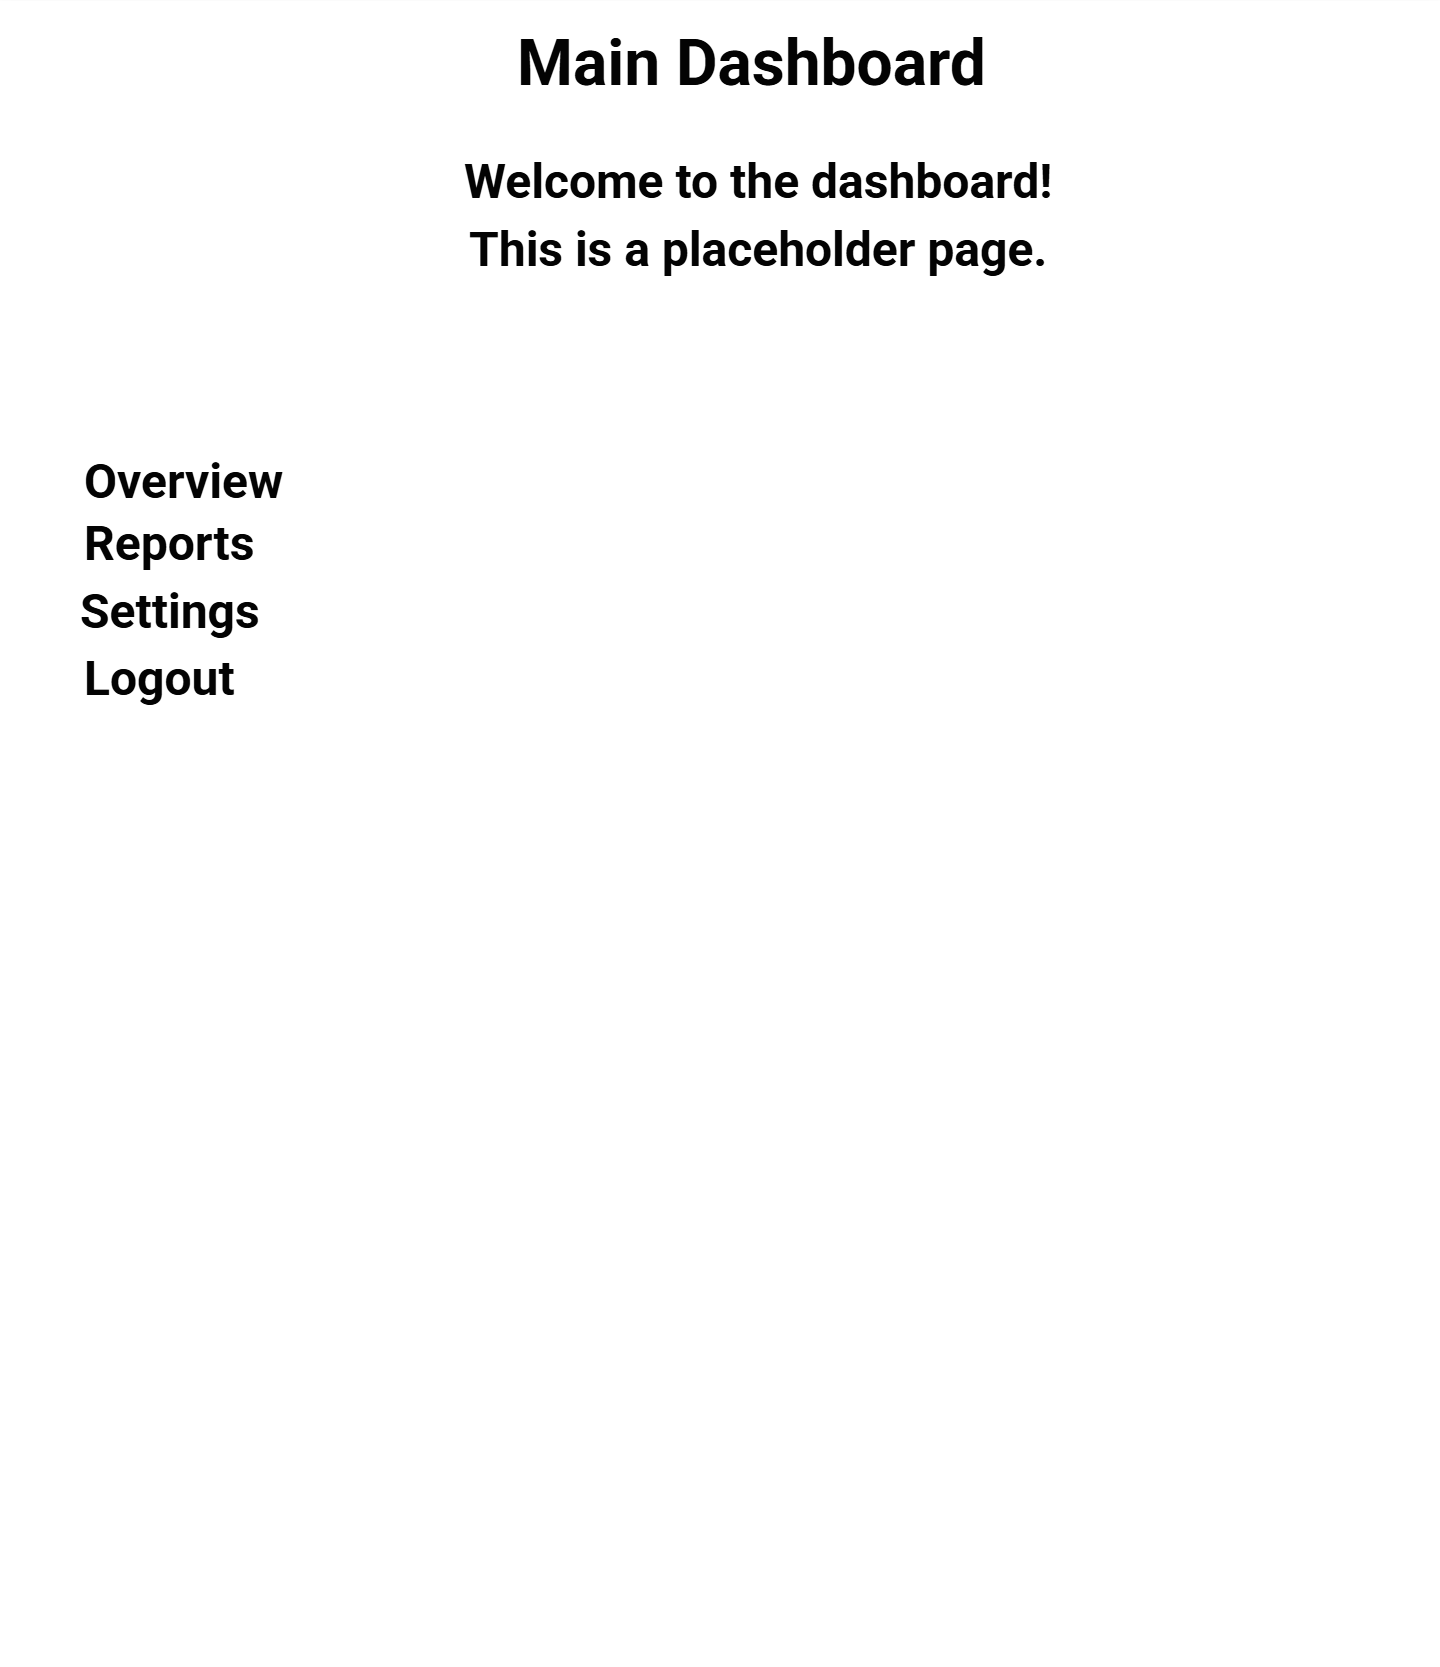 Main Dashboard
Welcome to the dashboard!
This is a placeholder page.
Overview
Reports
Settings
Logout